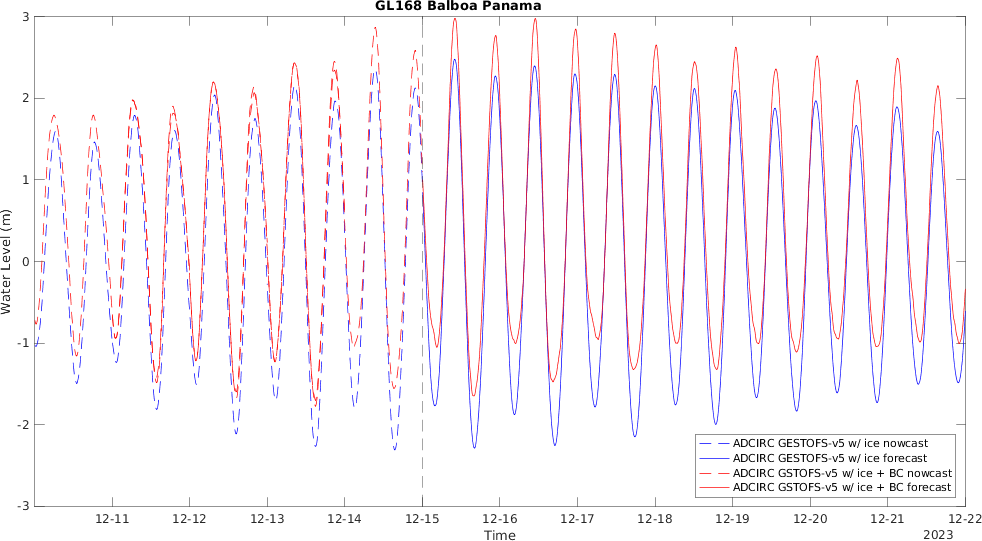 GL168 Balboa Panama
3
2
1
0
-1
-2
-3
Water Level (m)
ADCIRC GESTOFS-v5 w/ ice nowcast
ADCIRC GESTOFS-v5 w/ ice forecast
ADCIRC GSTOFS-v5 w/ ice + BC nowcast
ADCIRC GSTOFS-v5 w/ ice + BC forecast
12-11 12-12 12-13 12-14 12-15 12-16 12-17 12-18 12-19 12-20 12-21 12-22
Time
2023